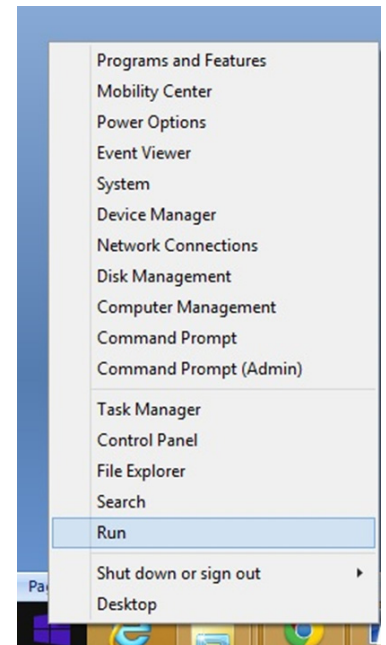 Programs and Features
Mobility Center
Power Options
Event Viewer
System
Device Manager
Network Connections
Disk Management
Computer Management
Command Prompt
Command Prompt (Admin)
Task Manager
Control Panel
File Explorer
Search
Run
Shut down or sign out
Desktop